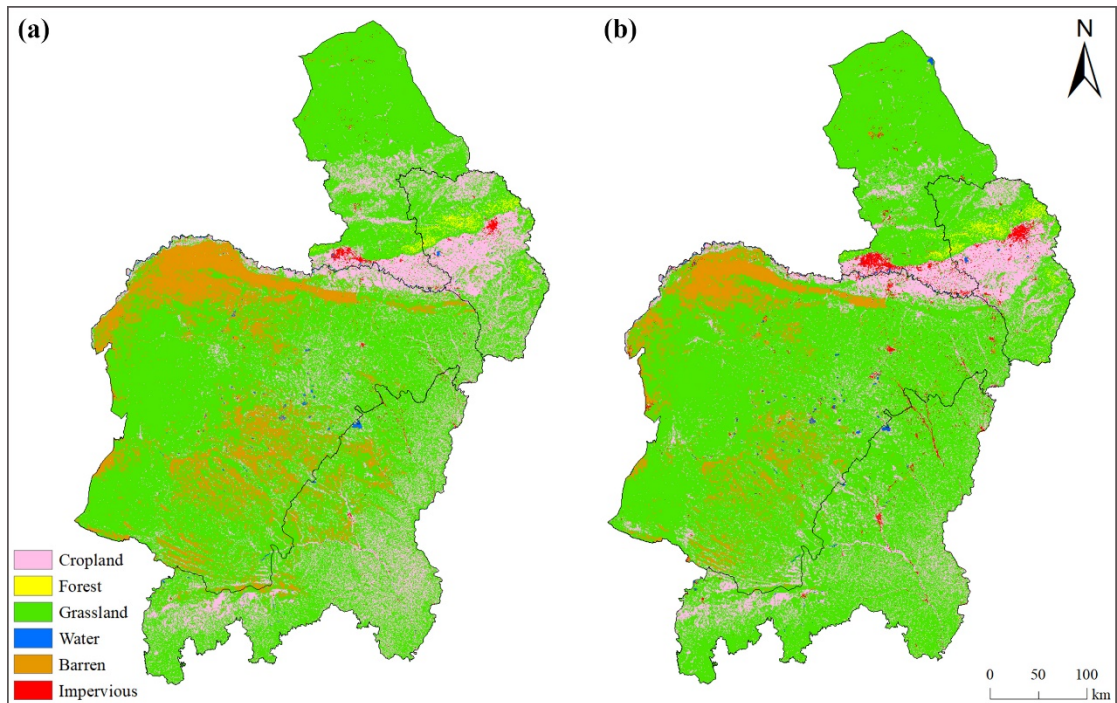 (a)
(b)
N
Cropland
Forest
Grassland
Water
Barren
Impervious
0 50 100
km